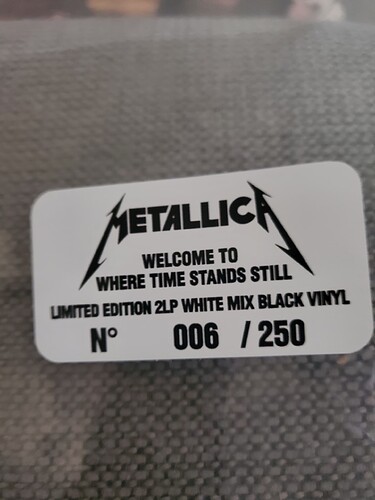 METALLICA
WELCOME TO
WHERE TIME STANDS STILL
LIMITED EDITION 2LP WHITE MIX BLACK VINYL
N° 006 / 250